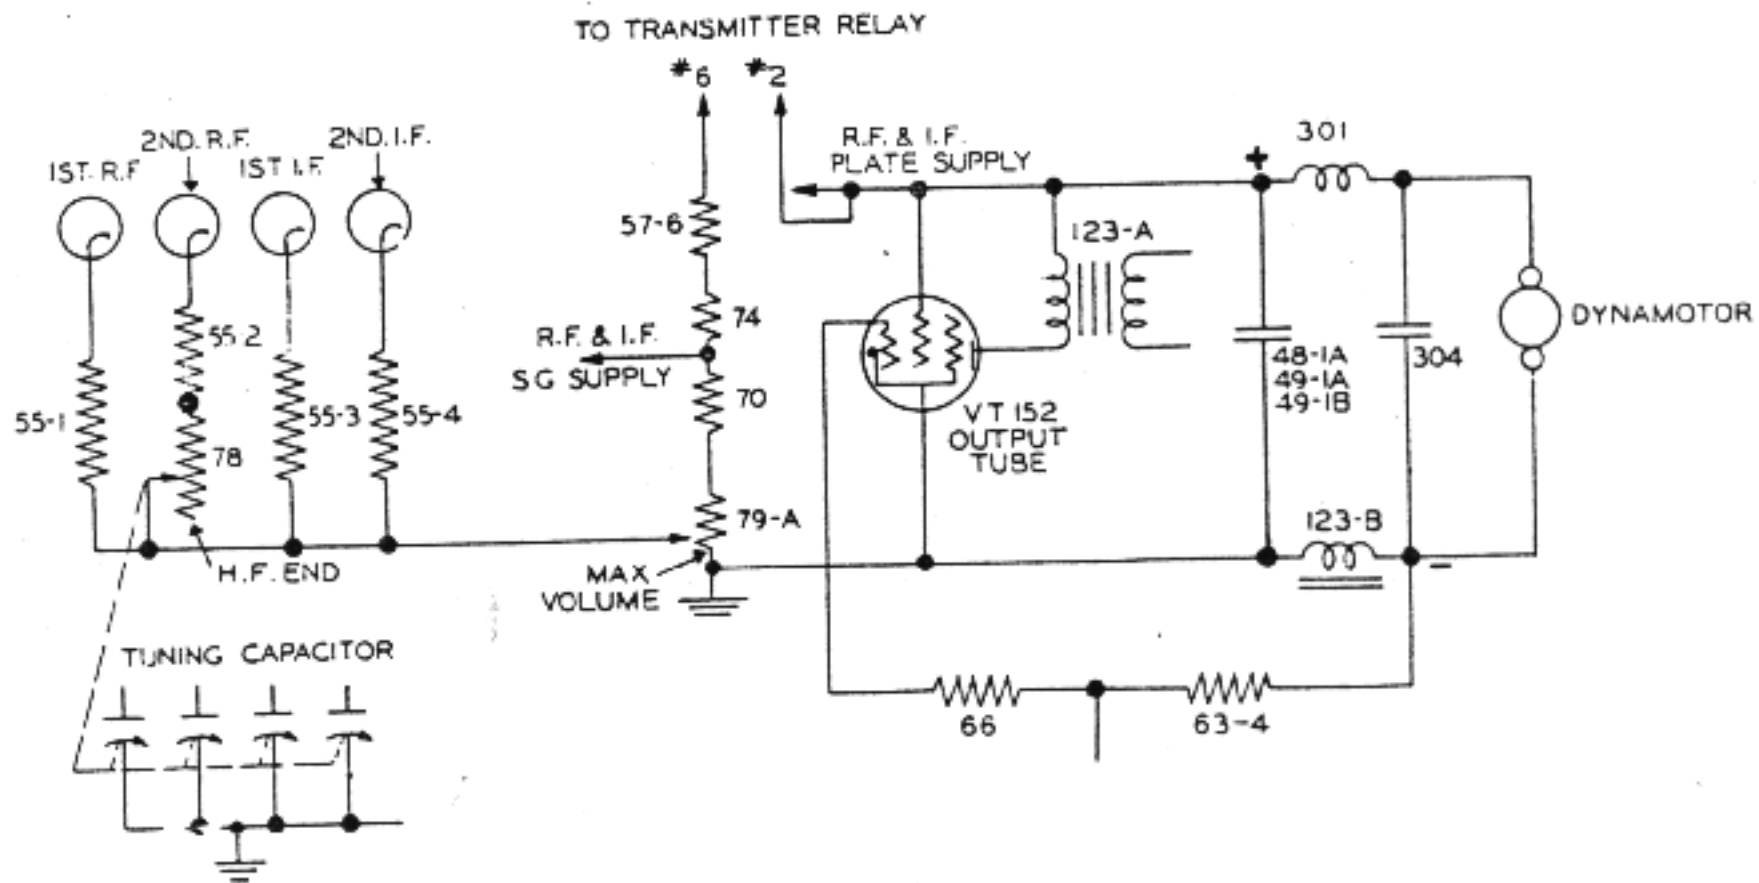 TO TRANSMITTER RELAY
#6 #2
301
2ND. R.F.
2ND. I.F.
R.F. & I.F.
PLATE SUPPLY
+
1ST. R.F
1ST I.F.
57-6
123-A
55-2
74
DYNAMOTOR
R.F. & I.F.
SG SUPPLY
48-1A
49-1A
49-1B
304
55-1
55-3
55-4
70
VT 152
OUTPUT
TUBE
78
79-A
123-B
H.F. END
MAX
VOLUME
-
TUNING CAPACITOR
66
63-4